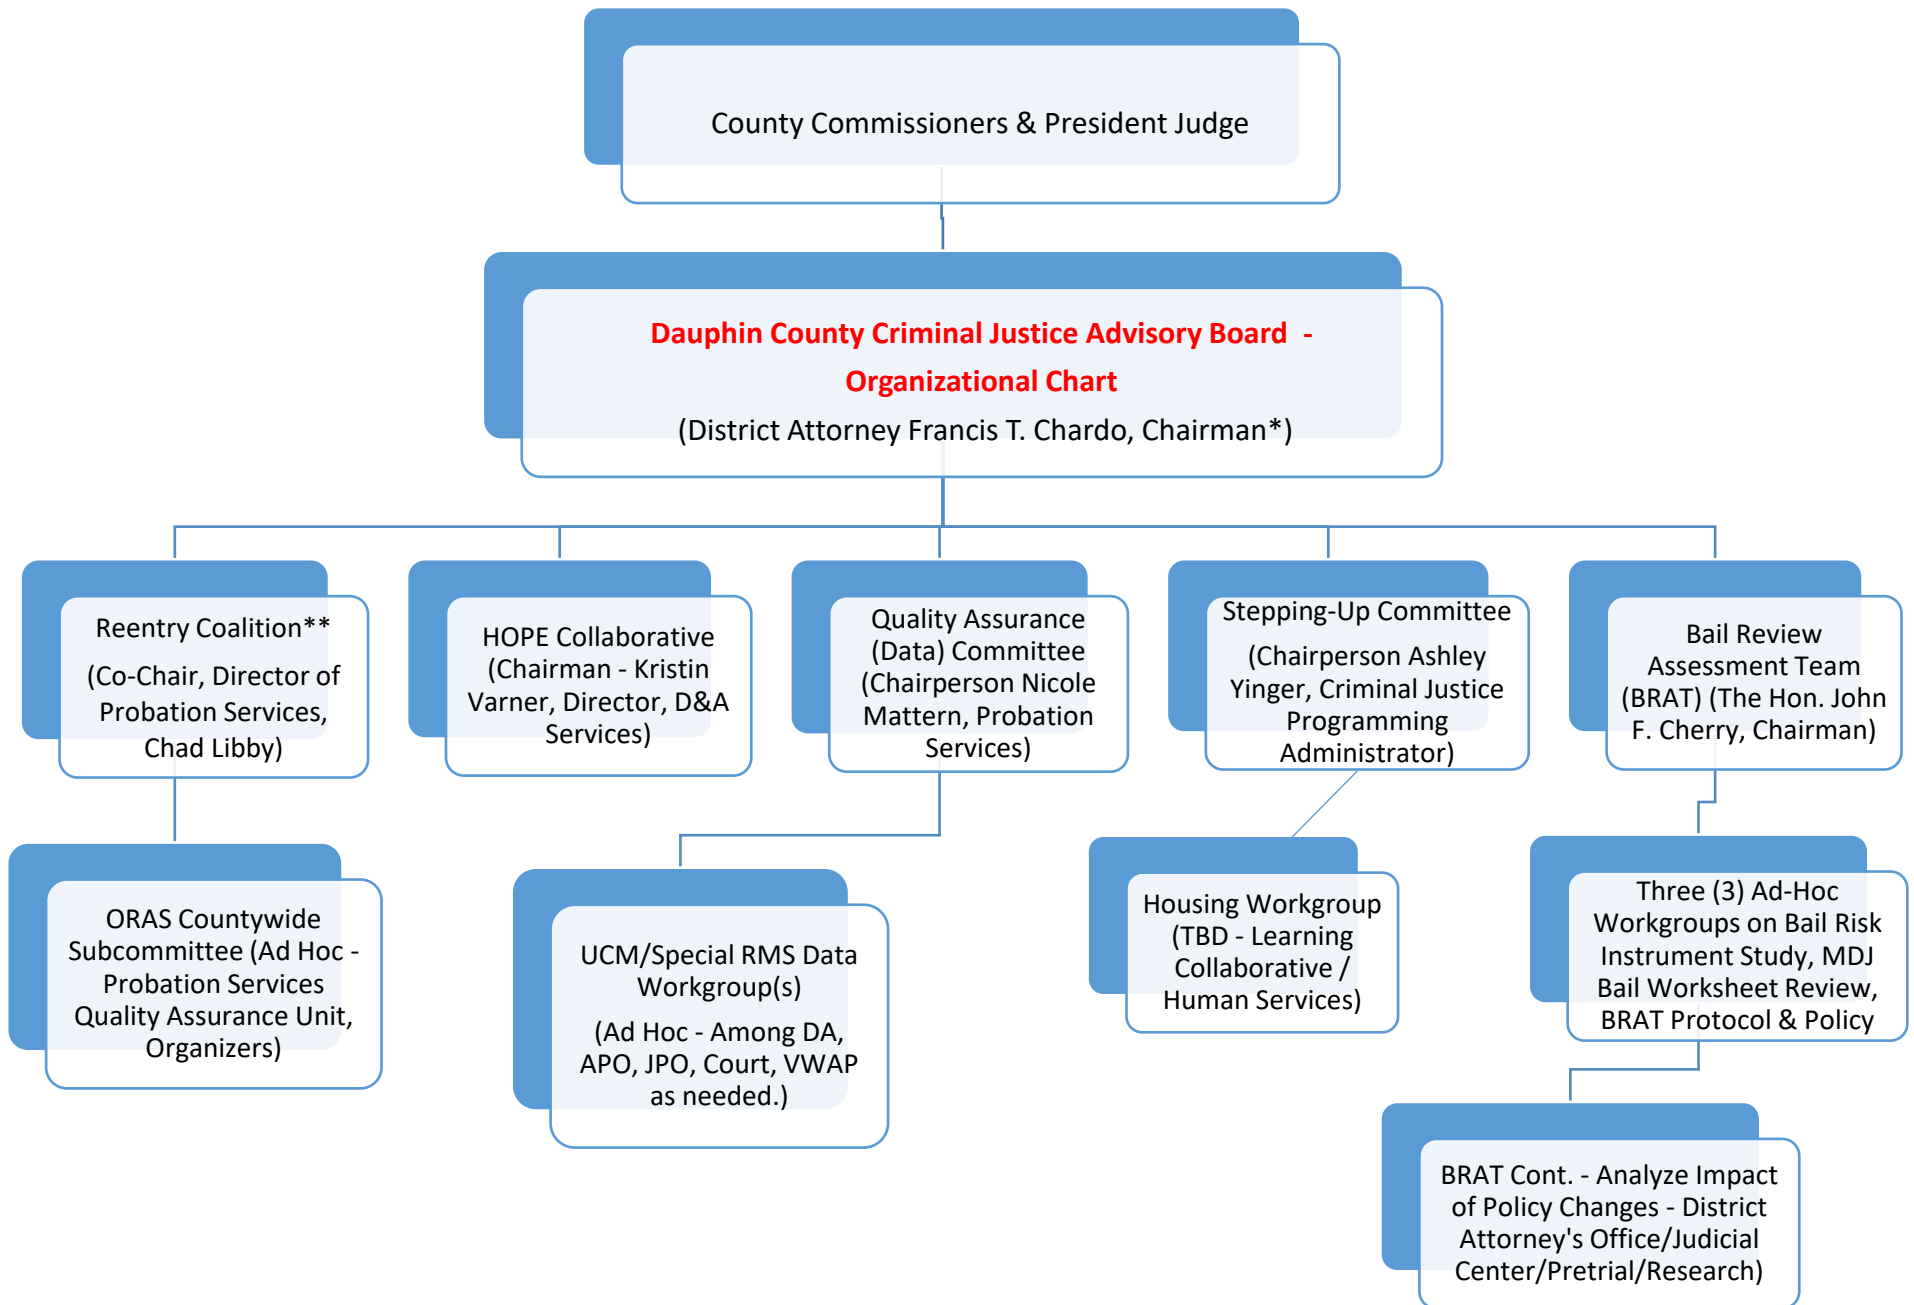 County Commissioners & President Judge
Dauphin County Criminal Justice Advisory Board -
Organizational Chart
(District Attorney Francis T. Chardo, Chairman*)
Reentry Coalition**
(Co-Chair, Director of
Probation Services,
Chad Libby)
HOPE Collaborative
(Chairman - Kristin
Varner, Director, D&A
Services)
Quality Assurance
(Data) Committee
(Chairperson Nicole
Mattern, Probation
Services)
Stepping-Up Committee
(Chairperson Ashley
Yinger, Criminal Justice
Programming
Administrator)
Bail Review
Assessment Team
(BRAT) (The Hon. John
F. Cherry, Chairman)
ORAS Countywide
Subcommittee (Ad Hoc -
Probation Services
Quality Assurance Unit,
Organizers)
UCM/Special RMS Data
Workgroup(s)
(Ad Hoc - Among DA,
APO, JPO, Court, VWAP
as needed.)
Housing Workgroup
(TBD - Learning
Collaborative /
Human Services)
Three (3) Ad-Hoc
Workgroups on Bail Risk
Instrument Study, MDJ
Bail Worksheet Review,
BRAT Protocol & Policy
BRAT Cont. - Analyze Impact
of Policy Changes - District
Attorney's Office/Judicial
Center/Pretrial/Research)